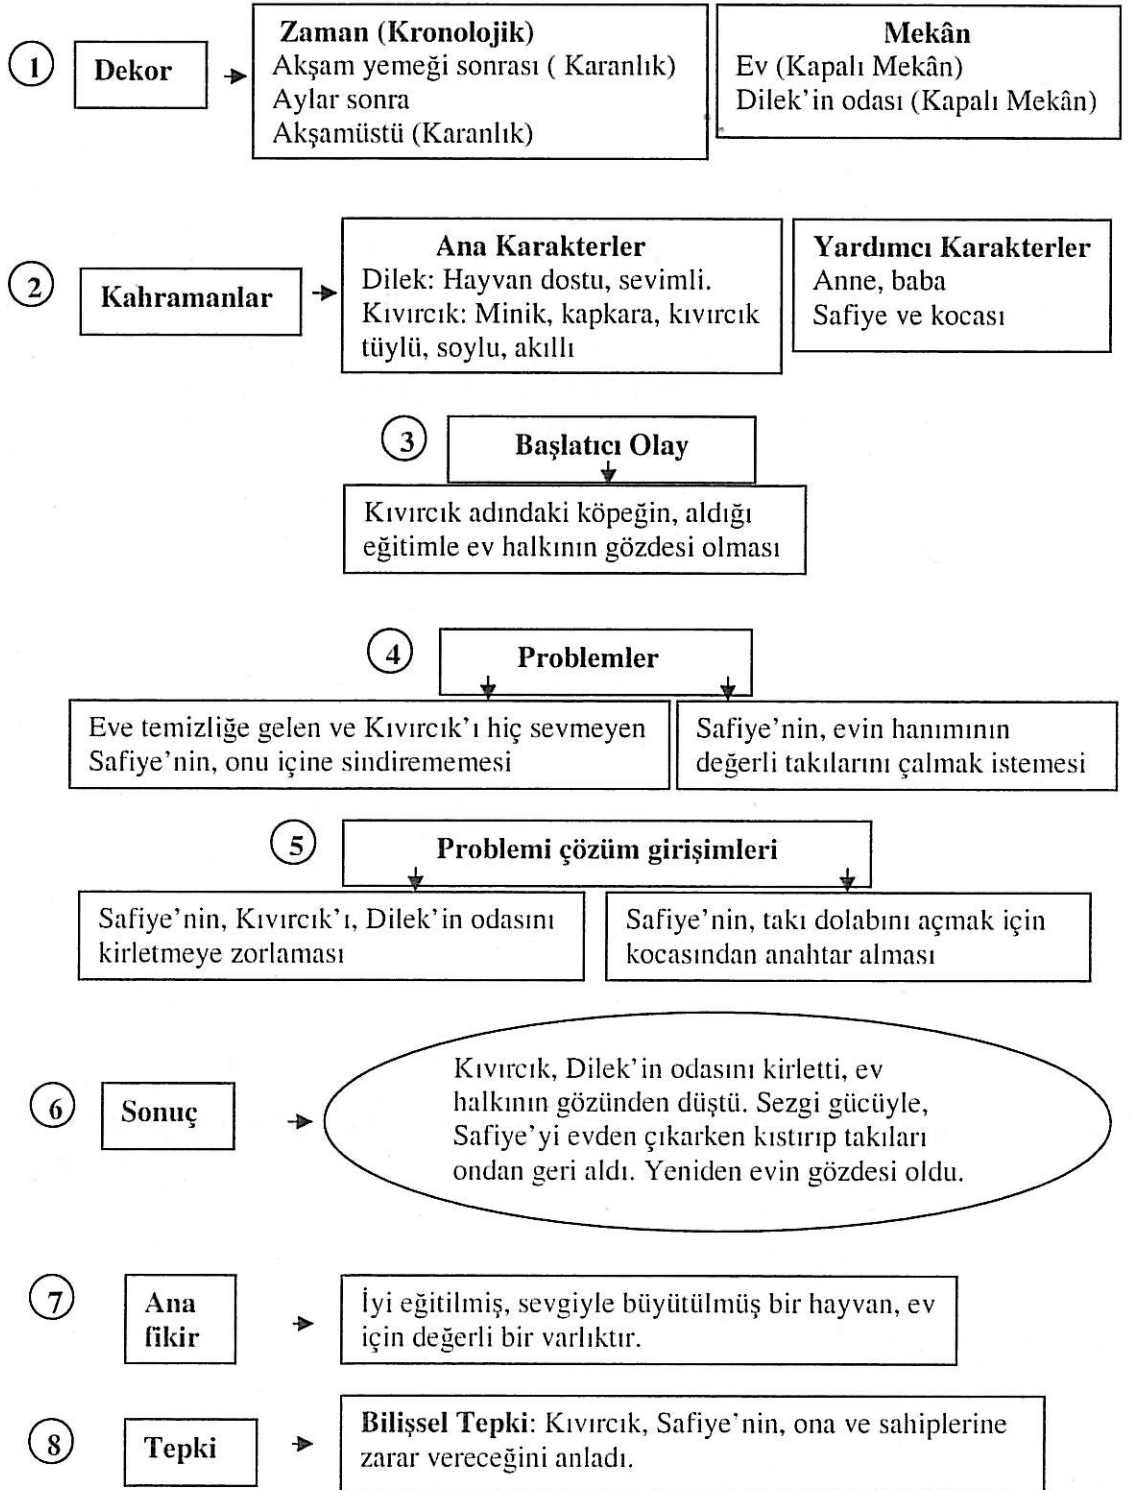 1
Dekor
Zaman (Kronolojik)
Akşam yemeği sonrası ( Karanlık)
Aylar sonra
Akşamüstü (Karanlık)
Mekân
Ev (Kapalı Mekân)
Dilek'in odası (Kapalı Mekân)
2
Kahramanlar
Ana Karakterler
Dilek: Hayvan dostu, sevimli.
Kıvırcık: Minik, kapkara, kıvırcık
tüylü, soylu, akıllı
Yardımcı Karakterler
Anne, baba
Safiye ve kocası
3
Başlatıcı Olay
Kıvırcık adındaki köpeğin, aldığı
eğitimle ev halkının gözdesi olması
4
Problemler
Eve temizliğe gelen ve Kıvırcık'ı hiç sevmeyen
Safiye'nin, onu içine sindirememesi
Safiye'nin, evin hanımının
değerli takılarını çalmak istemesi
5
Problemi çözüm girişimleri
Safiye'nin, Kıvırcık'ı, Dilek'in odasını
kirletmeye zorlaması
Safiye'nin, takı dolabını açmak için
kocasından anahtar alması
6
Sonuç
Kıvırcık, Dilek'in odasını kirletti, ev
halkının gözünden düştü. Sezgi gücüyle,
Safiye'yi evden çıkarken kıstırıp takıları
ondan geri aldı. Yeniden evin gözdesi oldu.
7
Ana
fikir
İyi eğitilmiş, sevgiyle büyütülmüş bir hayvan, ev
için değerli bir varlıktır.
8
Tepki
Bilişsel Tepki: Kıvırcık, Safiye'nin, ona ve sahiplerine
zarar vereceğini anladı.